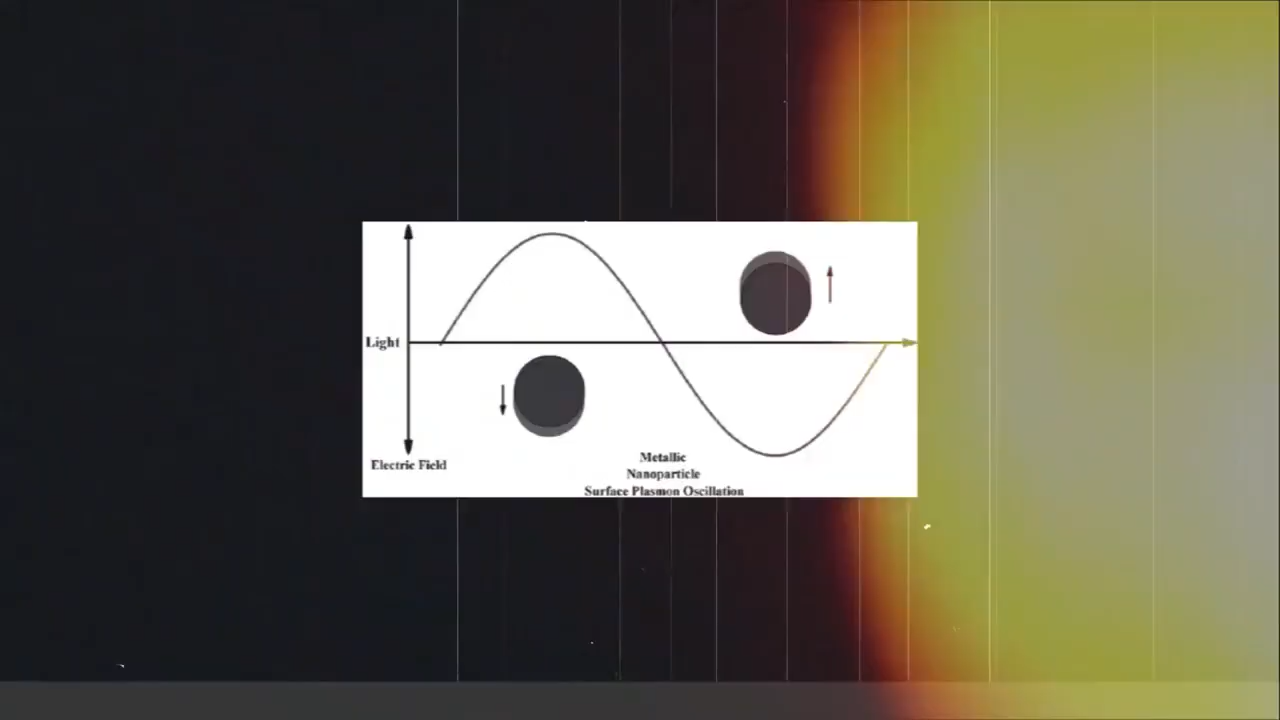 Light
Electric Field
Metallic
Nanoparticle
Surface Plasmon Oscillation